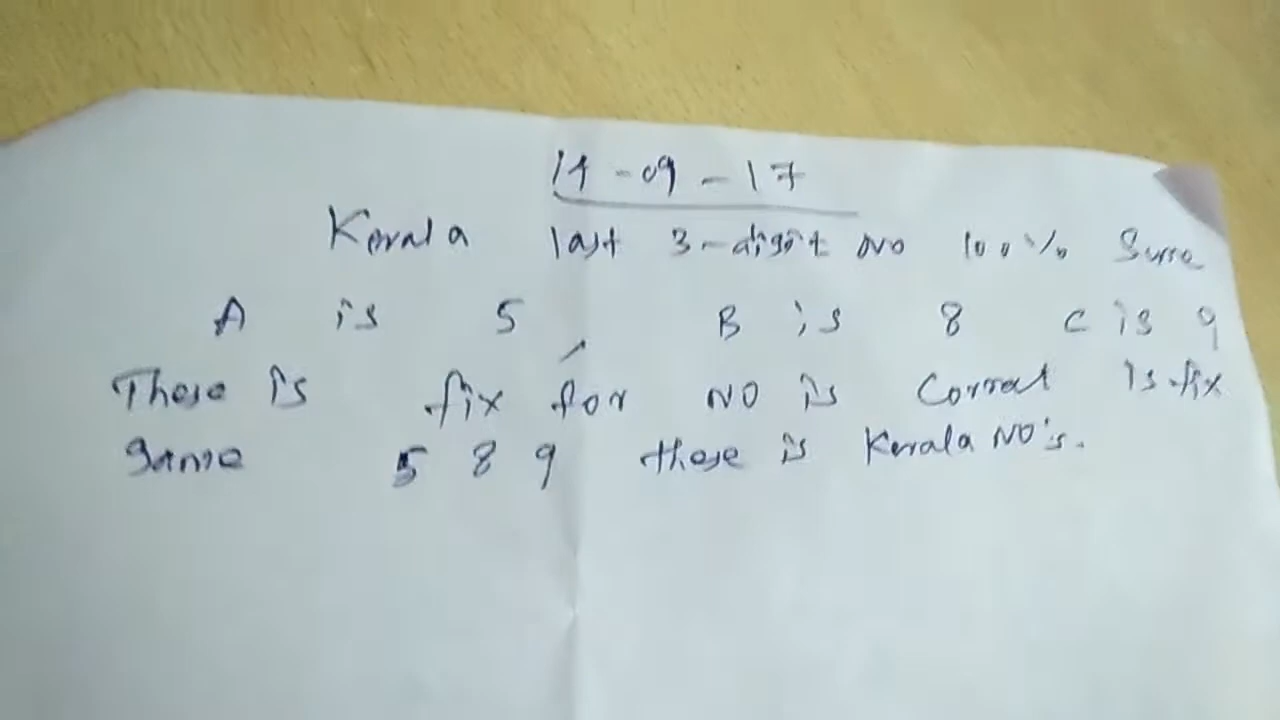 14-09-17
Kerala last 3-digit no 100% Surre
A is 5, B is 8 C is 9
These is fix for NO is Correct is fix
game 5 8 9 these is Kerala NO's.